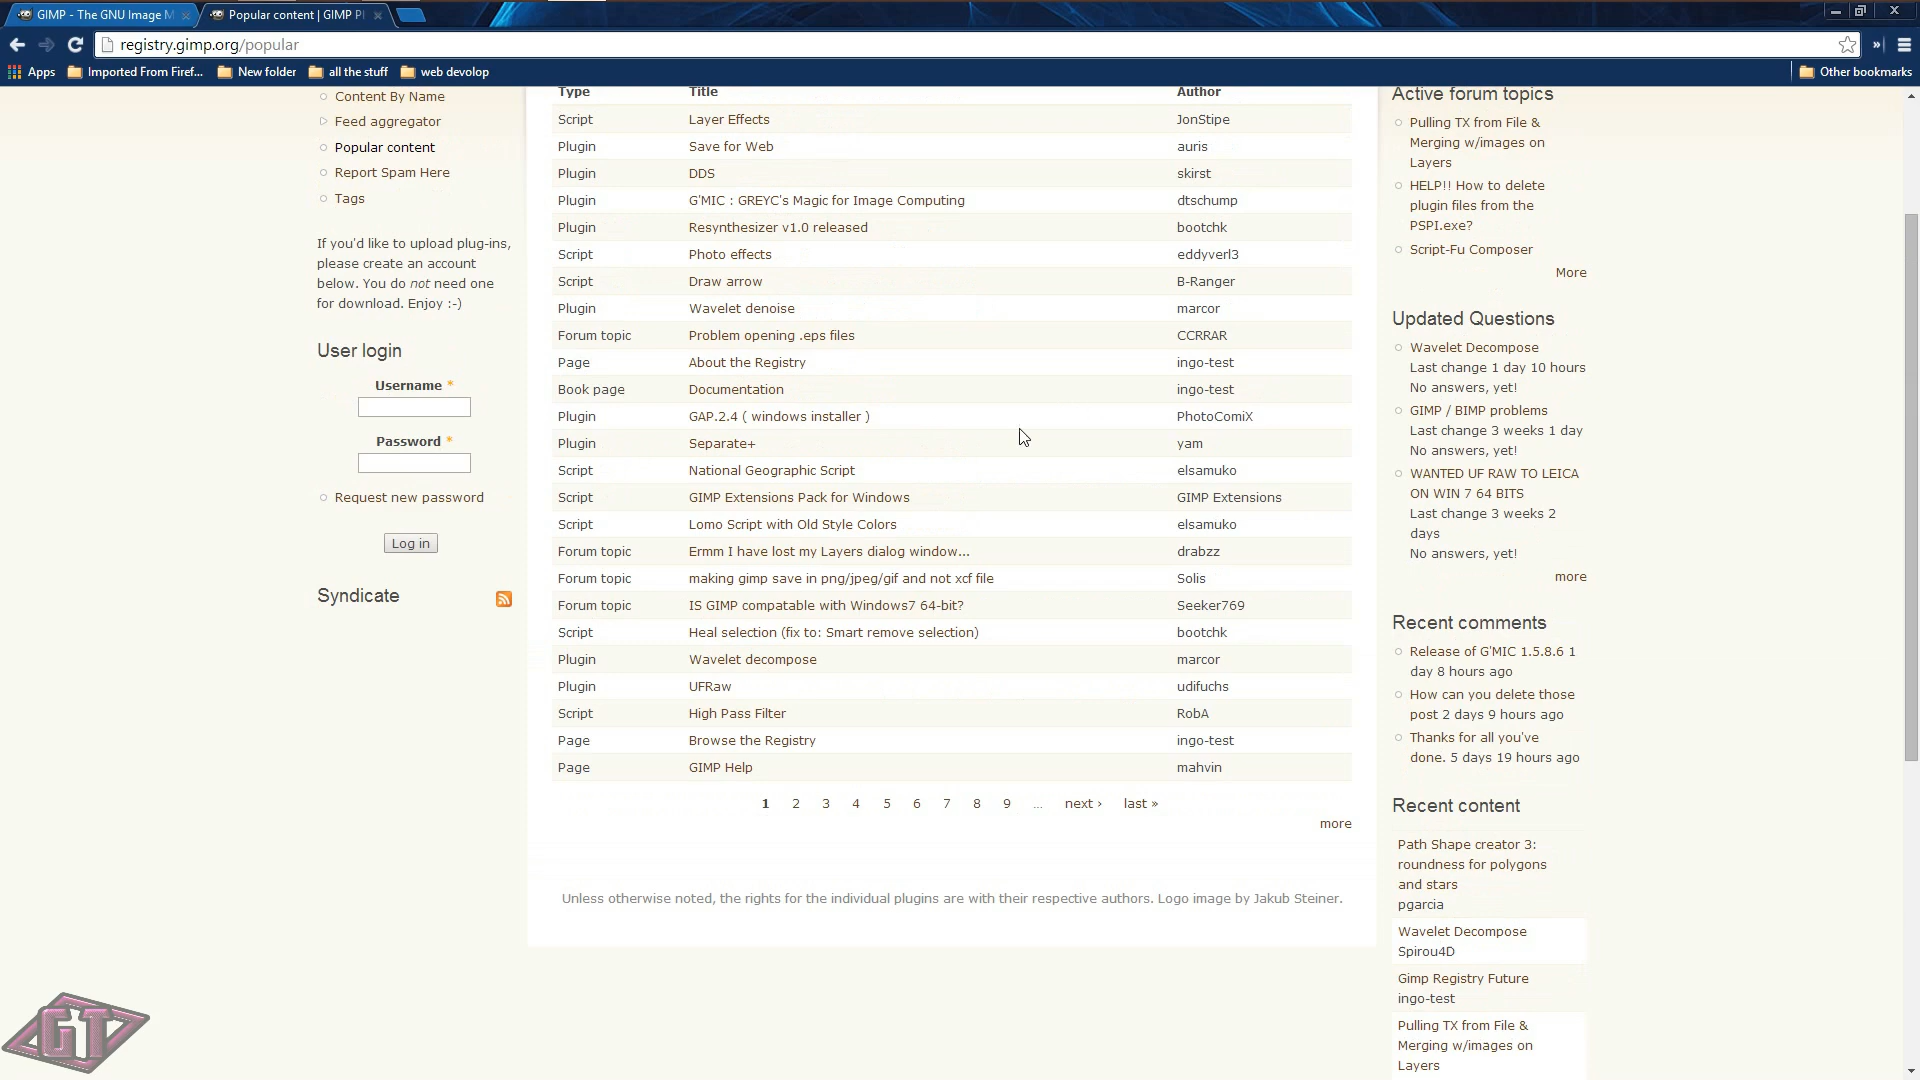 GIMP - The GNU Image M
Popular content | GIMP Pl
registry.gimp.org/popular
Apps
Imported From Firef...
New folder
all the stuff
web devolop
»
Other bookmarks
Content By Name
Feed aggregator
Popular content
Report Spam Here
Tags
If you'd like to upload plug-ins,
please create an account
below. You do not need one
for download. Enjoy :-)
User login
Username *
Password *
Request new password
Log in
Syndicate
Type Title Author
Script Layer Effects JonStipe
Plugin Save for Web auris
Plugin DDS skirst
Plugin G'MIC : GREYC's Magic for Image Computing dtschump
Plugin Resynthesizer v1.0 released bootchk
Script Photo effects eddyverl3
Script Draw arrow B-Ranger
Plugin Wavelet denoise marcor
Forum topic Problem opening .eps files CCRRAR
Page About the Registry ingo-test
Book page Documentation ingo-test
Plugin GAP.2.4 ( windows installer ) PhotoComiX
Plugin Separate+ yam
Script National Geographic Script elsamuko
Script GIMP Extensions Pack for Windows GIMP Extensions
Script Lomo Script with Old Style Colors elsamuko
Forum topic Ermm I have lost my Layers dialog window... drabzz
Forum topic making gimp save in png/jpeg/gif and not xcf file Solis
Forum topic IS GIMP compatable with Windows7 64-bit? Seeker769
Script Heal selection (fix to: Smart remove selection) bootchk
Plugin Wavelet decompose marcor
Plugin UFRaw udifuchs
Script High Pass Filter RobA
Page Browse the Registry ingo-test
Page GIMP Help mahvin
1 2 3 4 5 6 7 8 9 ... next › last »
more
Unless otherwise noted, the rights for the individual plugins are with their respective authors. Logo image by Jakub Steiner.
Active forum topics
Pulling TX from File &
Merging w/images on
Layers
HELP!! How to delete
plugin files from the
PSPI.exe?
Script-Fu Composer
More
Updated Questions
Wavelet Decompose
Last change 1 day 10 hours
No answers, yet!
GIMP / BIMP problems
Last change 3 weeks 1 day
No answers, yet!
WANTED UF RAW TO LEICA
ON WIN 7 64 BITS
Last change 3 weeks 2
days
No answers, yet!
more
Recent comments
Release of G'MIC 1.5.8.6 1
day 8 hours ago
How can you delete those
post 2 days 9 hours ago
Thanks for all you've
done. 5 days 19 hours ago
Recent content
Path Shape creator 3:
roundness for polygons
and stars
pgarcia
Wavelet Decompose
Spirou4D
Gimp Registry Future
ingo-test
Pulling TX from File &
Merging w/images on
Layers
GT